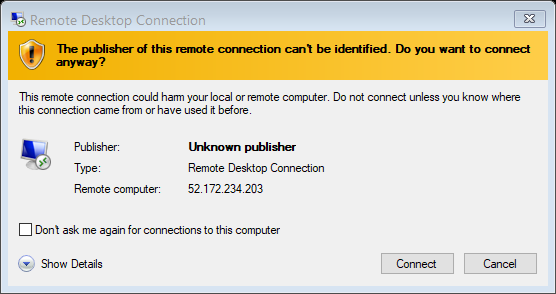 Remote Desktop Connection
The publisher of this remote connection can't be identified. Do you want to connect
anyway?
This remote connection could harm your local or remote computer. Do not connect unless you know where
this connection came from or have used it before.
Publisher: Unknown publisher
Type: Remote Desktop Connection
Remote computer: 52.172.234.203
Don't ask me again for connections to this computer
Show Details Connect Cancel